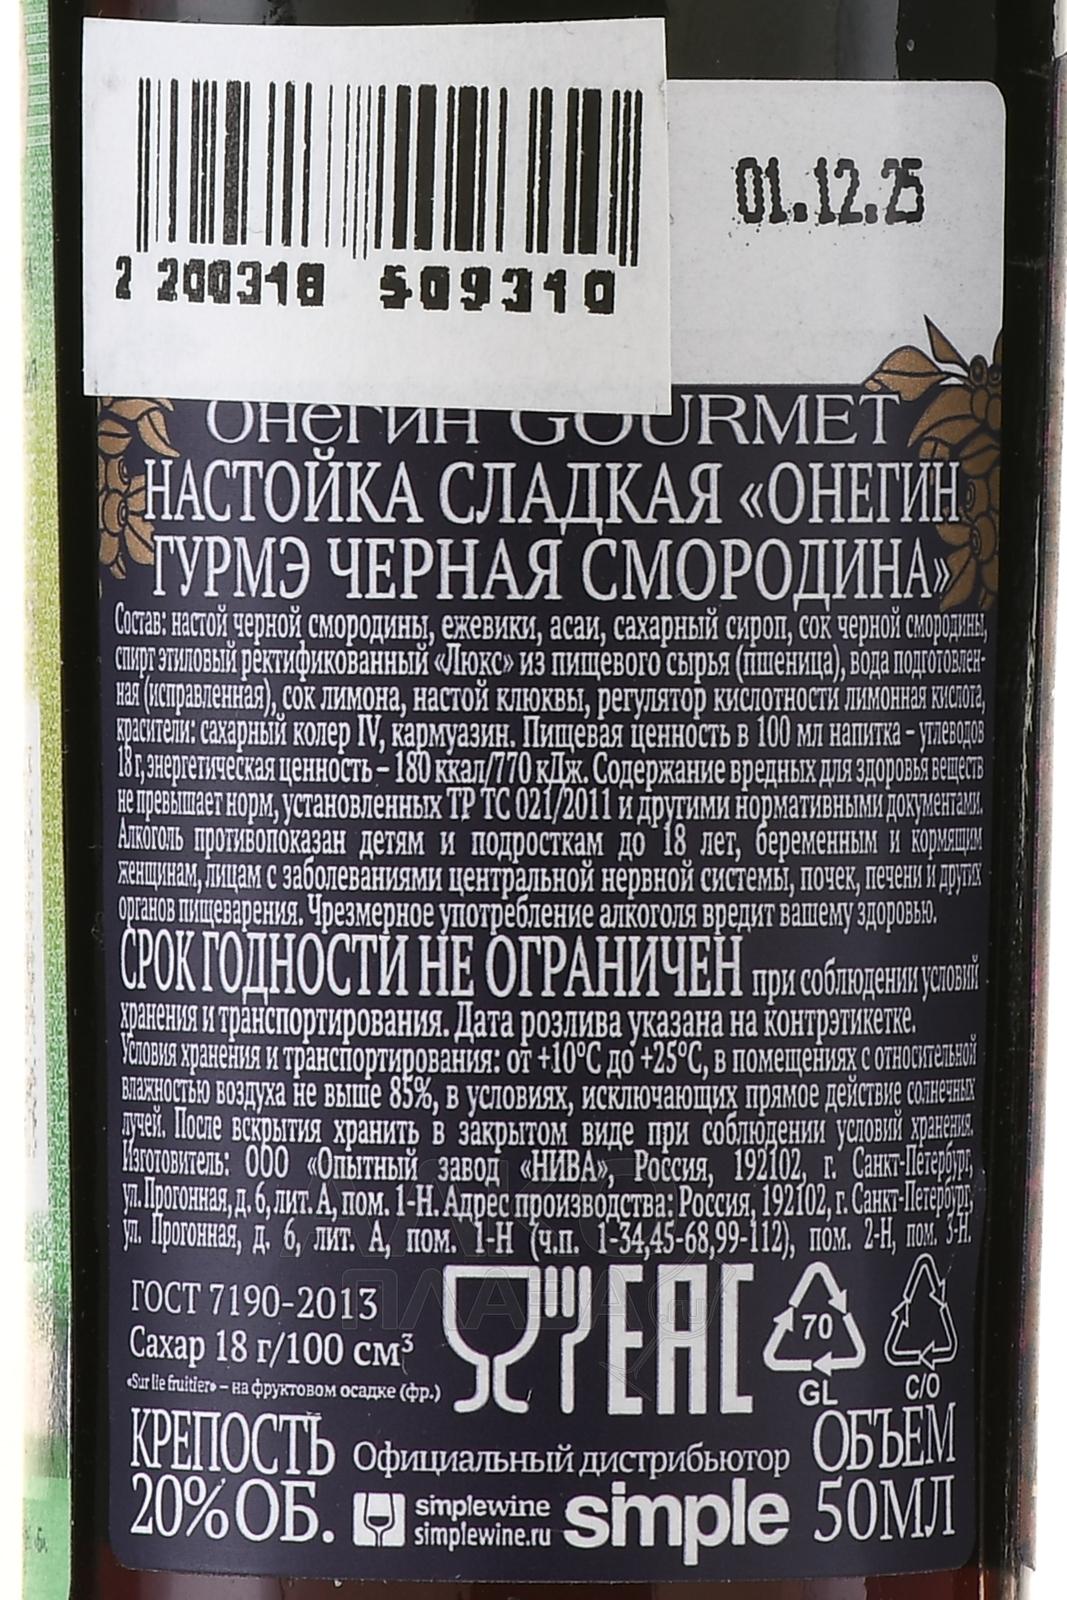 2 200318 509310
01.12.25
ОНЕГИН GOURMET
НАСТОЙКА СЛАДКАЯ «ОНЕГИН
ГУРМЭ ЧЕРНАЯ СМОРОДИНА»
Состав: настой черной смородины, ежевики, асаи, сахарный сироп, сок черной смородины,
спирт этиловый ректификованный «Люкс» из пищевого сырья (пшеница), вода подготовлен-
ная (исправленная), сок лимона, настой клюквы, регулятор кислотности лимонная кислота,
красители: сахарный колер IV, кармуазин. Пищевая ценность в 100 мл напитка – углеводов
18 г, энергетическая ценность – 180 ккал/770 кДж. Содержание вредных для здоровья веществ
не превышает норм, установленных ТР ТС 021/2011 и другими нормативными документами.
Алкоголь противопоказан детям и подросткам до 18 лет, беременным и кормящим
женщинам, лицам с заболеваниями центральной нервной системы, почек, печени и других
органов пищеварения. Чрезмерное употребление алкоголя вредит вашему здоровью.
СРОК ГОДНОСТИ НЕ ОГРАНИЧЕН при соблюдении условий
хранения и транспортирования. Дата розлива указана на контрэтикетке.
Условия хранения и транспортирования: от +10°С до +25°С, в помещениях с относительной
влажностью воздуха не выше 85%, в условиях, исключающих прямое действие солнечных
лучей. После вскрытия хранить в закрытом виде при соблюдении условий хранения.
Изготовитель: ООО «Опытный завод «НИВА», Россия, 192102, г. Санкт-Петербург,
ул. Прогонная, д. 6, лит. А, пом. 1-Н. Адрес производства: Россия, 192102, г. Санкт-Петербург,
ул. Прогонная, д. 6, лит. А, пом. 1-Н (ч.п. 1-34,45-68,99-112), пом. 2-Н, пом. 3-Н.
ГОСТ 7190-2013
Сахар 18 г/100 см³
«Sur lie fruitier» – на фруктовом осадке (фр.)
EAC
70
GL
C/O
КРЕПОСТЬ
20% ОБ.
Официальный дистрибьютор
simplewine
simplewine.ru
simple
ОБЪЕМ
50МЛ